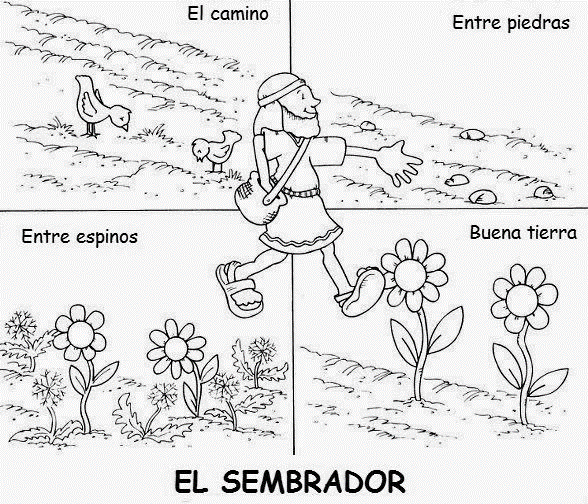 El camino
Entre piedras
Entre espinos
Buena tierra
EL SEMBRADOR